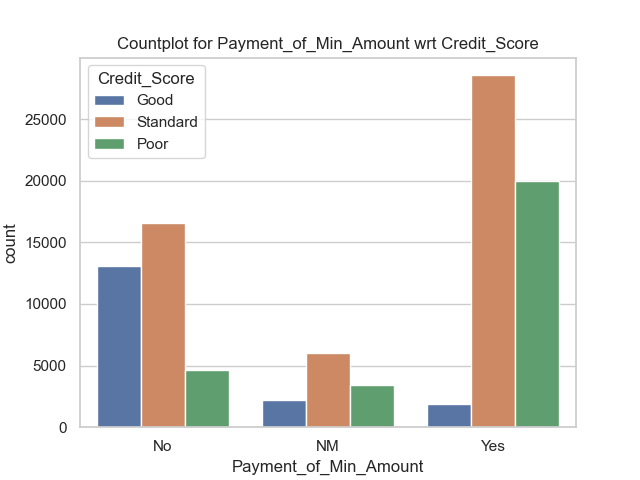 Countplot for Payment_of_Min_Amount wrt Credit_Score
Credit_Score
Good
Standard
Poor
25000
20000
15000
10000
5000
0
count
No NM Yes
Payment_of_Min_Amount